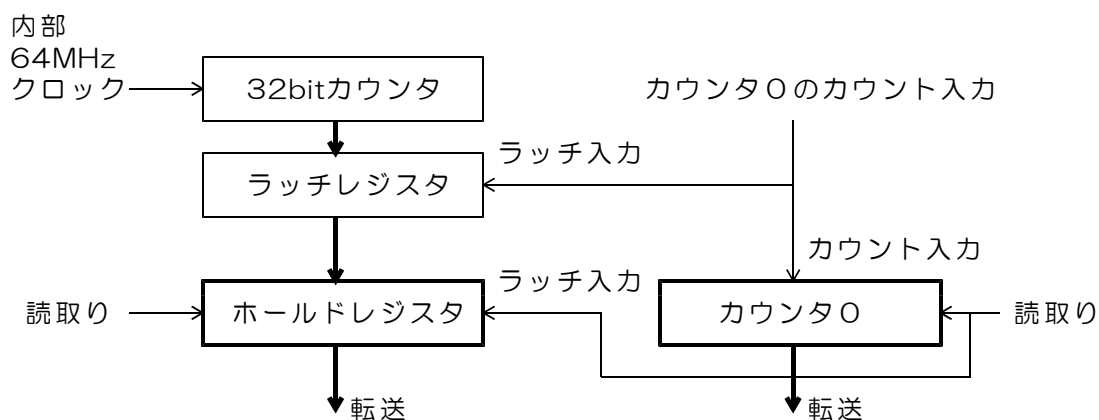 内部
64MHz
クロック
32bitカウンタ
カウンタ0のカウント入力
ラッチ入力
ラッチレジスタ
カウント入力
ラッチ入力
読取り
ホールドレジスタ
カウンタ0
読取り
転送
転送